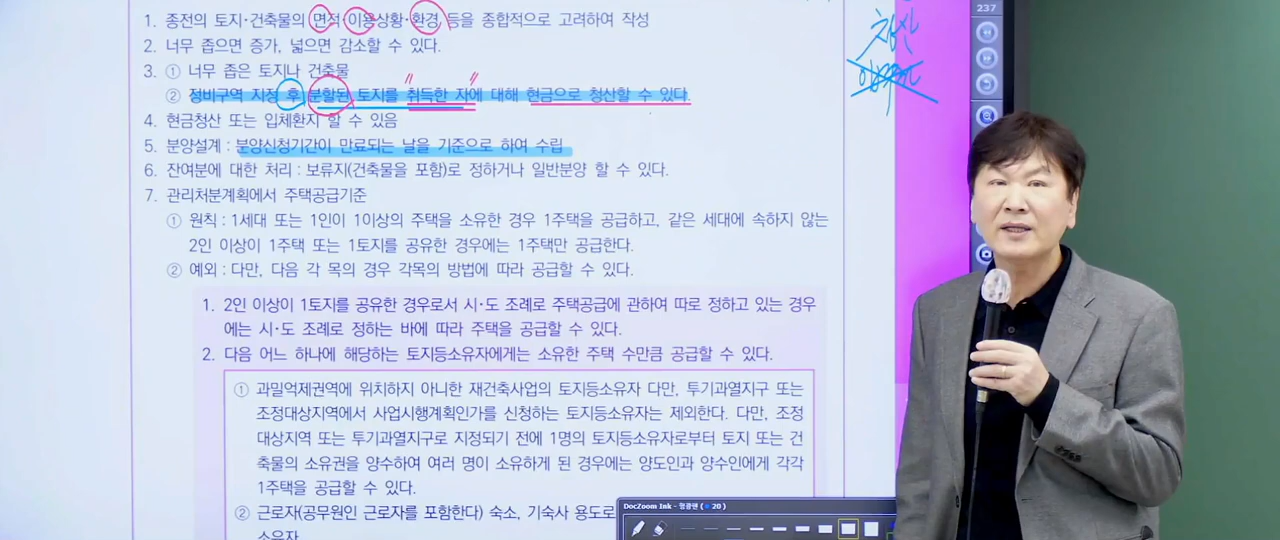 1. 종전의 토지·건축물의 면적·이용상황·환경, 등을 종합적으로 고려하여 작성
2. 너무 좁으면 증가, 넓으면 감소할 수 있다.
3. ① 너무 좁은 토지나 건축물
② 정비구역 지정 후 분할된 토지를 취득한 자에 대해 현금으로 청산할 수 있다
4. 현금청산 또는 입체환지 할 수 있음
5. 분양설계 : 분양신청기간이 만료되는 날을 기준으로 하여 수립
6. 잔여분에 대한 처리 : 보류지(건축물을 포함)로 정하거나 일반분양 할 수 있다.
7. 관리처분계획에서 주택공급기준
① 원칙 : 1세대 또는 1인이 1이상의 주택을 소유한 경우 1주택을 공급하고, 같은 세대에 속하지 않는
2인 이상이 1주택 또는 1토지를 공유한 경우에는 1주택만 공급한다.
② 예외 : 다만, 다음 각 목의 경우 각목의 방법에 따라 공급할 수 있다.
1. 2인 이상이 1토지를 공유한 경우로서 시·도 조례로 주택공급에 관하여 따로 정하고 있는 경우
에는 시·도 조례로 정하는 바에 따라 주택을 공급할 수 있다.
2. 다음 어느 하나에 해당하는 토지등소유자에게는 소유한 주택 수만큼 공급할 수 있다.
① 과밀억제권역에 위치하지 아니한 재건축사업의 토지등소유자 다만, 투기과열지구 또는
조정대상지역에서 사업시행계획인가를 신청하는 토지등소유자는 제외한다. 다만, 조정
대상지역 또는 투기과열지구로 지정되기 전에 1명의 토지등소유자로부터 토지 또는 건
축물의 소유권을 양수하여 여러 명이 소유하게 된 경우에는 양도인과 양수인에게 각각
1주택을 공급할 수 있다.
② 근로자(공무원인 근로자를 포함한다) 숙소, 기숙사 용도로
소유자
237
청산
DocZoom Ink - 형광펜 ( 20 )